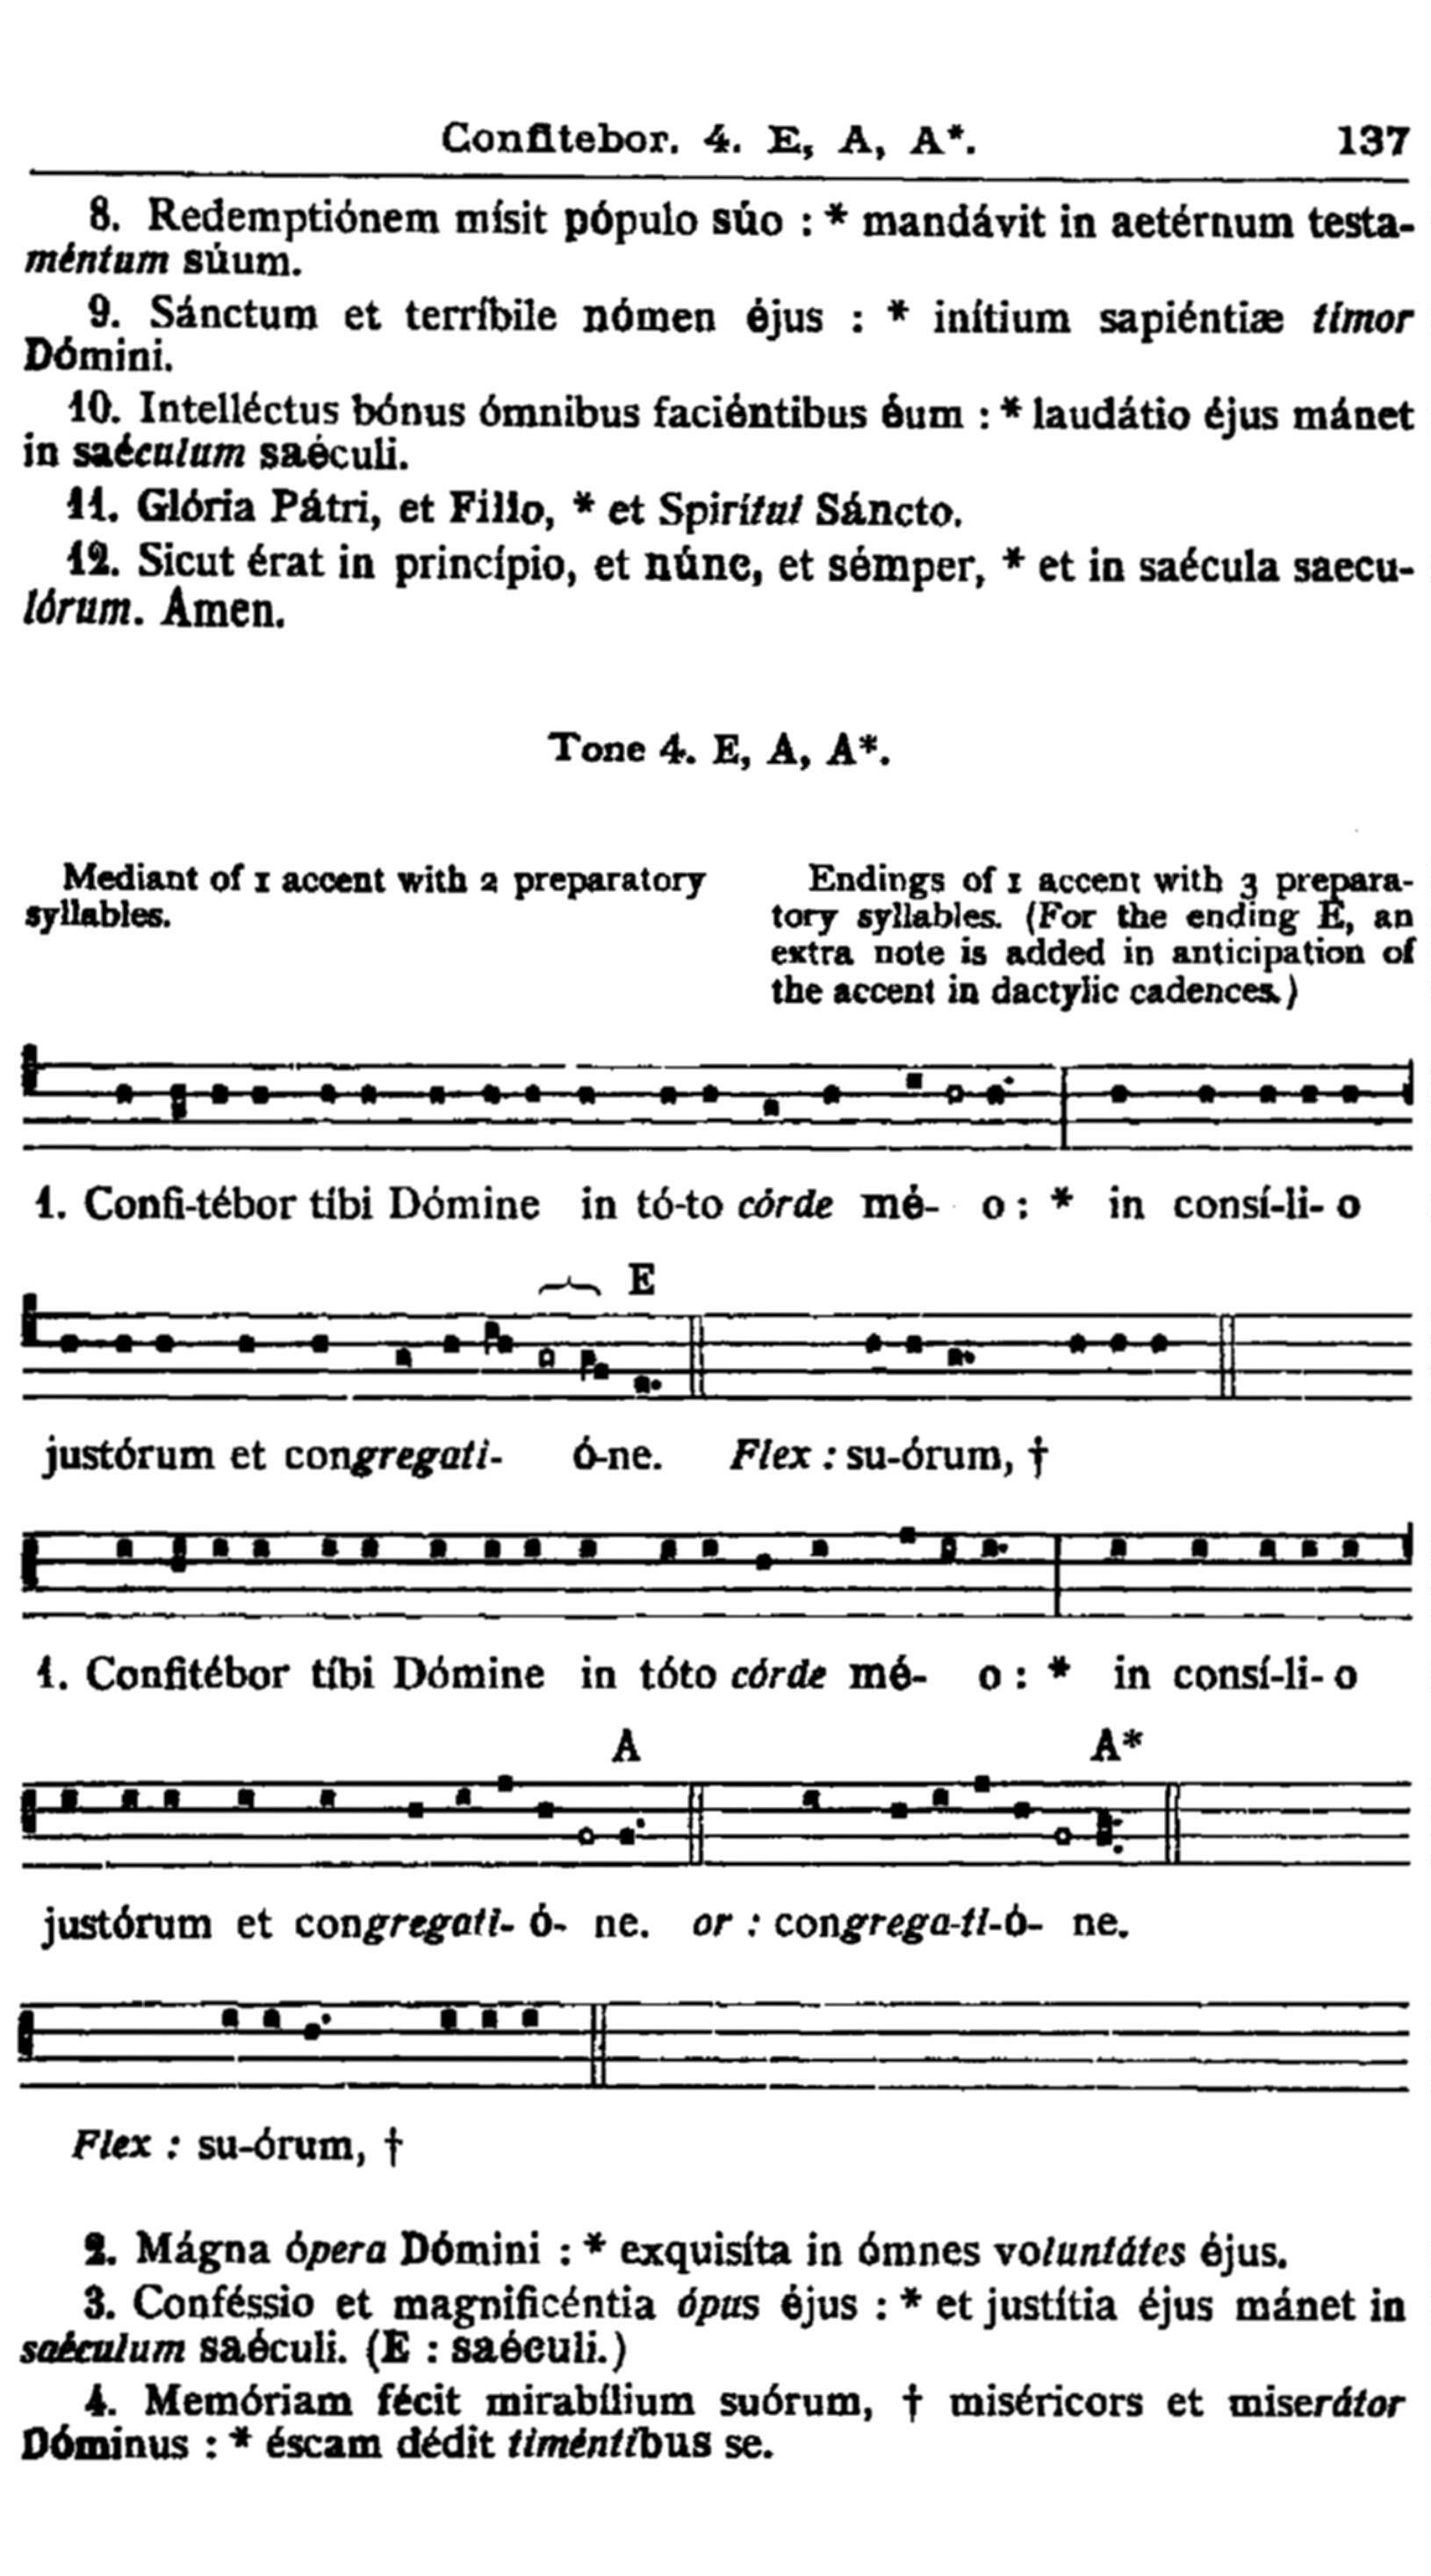 Confitebor. 4. E, A, A*. 137
8. Redemptiónem mísit pópulo súo : * mandávit in aetérnum testa-
méntum súum.
9. Sánctum et terríbile nómen éjus : * inítium sapiéntiæ tímor
Dómini.
10. Intelléctus bónus ómnibus faciéntibus éum : * laudátio éjus mánet
in saéculum saéculi.
11. Glória Pátri, et Fílio, * et Spirítui Sáncto.
12. Sicut érat in princípio, et núnc, et sémper, * et in saécula saecu-
lórum. Amen.
Tone 4. E, A, A*.
Mediant of 1 accent with 2 preparatory
syllables.
Endings of 1 accent with 3 prepara-
tory syllables. (For the ending E, an
extra note is added in anticipation of
the accent in dactylic cadences.)
1. Confi-tébor tíbi Dómine in tó-to córde mé- o : * in consí-li- o
E
justórum et congregati- ó-ne. Flex : su-órum, †
1. Confitébor tíbi Dómine in tóto córde mé- o : * in consí-li- o
A A*
justórum et congregati- ó- ne. or : congrega-ti-ó- ne.
Flex : su-órum, †
2. Mágna ópera Dómini : * exquisíta in ómnes voluntátes éjus.
3. Conféssio et magnificéntia ópus éjus : * et justítia éjus mánet in
saéculum saéculi. (E : saéculi.)
4. Memóriam fécit mirabílium suórum, † miséricors et miserátor
Dóminus : * éscam dédit timéntibus se.